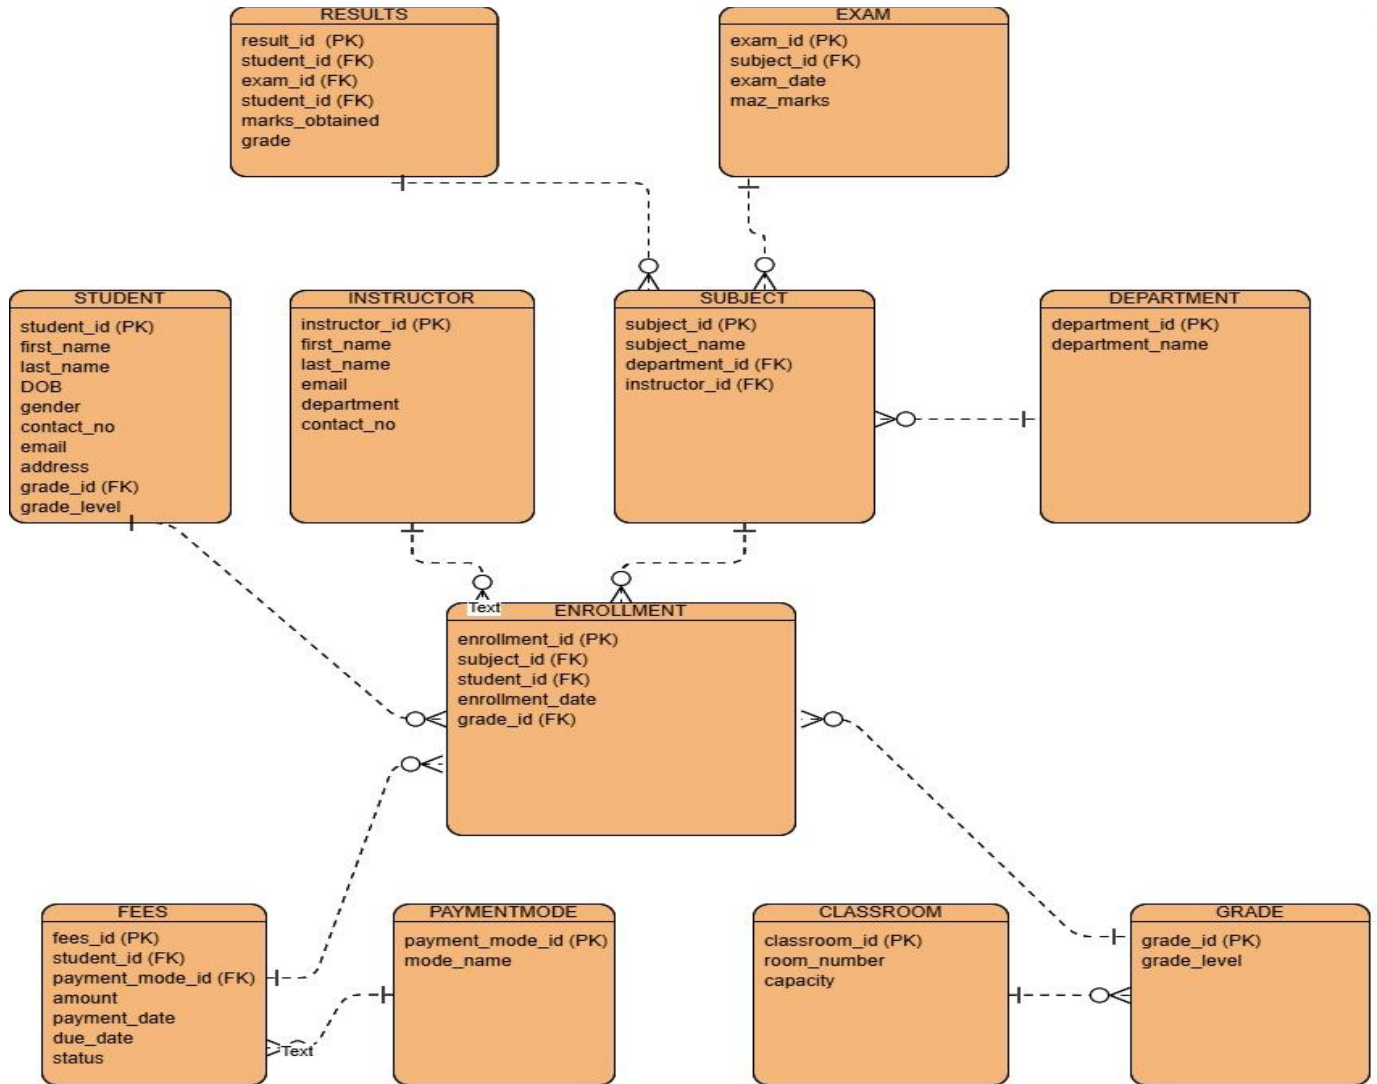 RESULTS
result_id (PK)
student_id (FK)
exam_id (FK)
student_id (FK)
marks_obtained
grade
EXAM
exam_id (PK)
subject_id (FK)
exam_date
maz_marks
STUDENT
student_id (PK)
first_name
last_name
DOB
gender
contact_no
email
address
grade_id (FK)
grade_level
INSTRUCTOR
instructor_id (PK)
first_name
last_name
email
department
contact_no
SUBJECT
subject_id (PK)
subject_name
department_id (FK)
instructor_id (FK)
DEPARTMENT
department_id (PK)
department_name
Text
ENROLLMENT
enrollment_id (PK)
subject_id (FK)
student_id (FK)
enrollment_date
grade_id (FK)
FEES
fees_id (PK)
student_id (FK)
payment_mode_id (FK)
amount
payment_date
due_date
status
Text
PAYMENTMODE
payment_mode_id (PK)
mode_name
CLASSROOM
classroom_id (PK)
room_number
capacity
GRADE
grade_id (PK)
grade_level